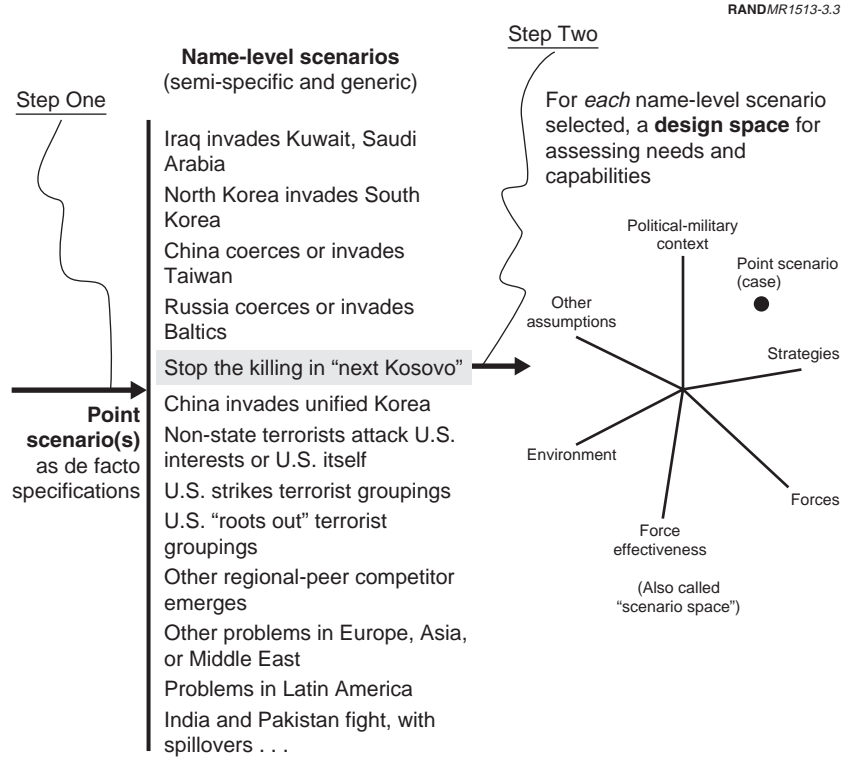 RANDMR1513-3.3
Step One
Name-level scenarios
(semi-specific and generic)
Step Two
Iraq invades Kuwait, Saudi
Arabia
North Korea invades South
Korea
China coerces or invades
Taiwan
Russia coerces or invades
Baltics
Stop the killing in “next Kosovo”
China invades unified Korea
Non-state terrorists attack U.S.
interests or U.S. itself
U.S. strikes terrorist groupings
U.S. “roots out” terrorist
groupings
Other regional-peer competitor
emerges
Other problems in Europe, Asia,
or Middle East
Problems in Latin America
India and Pakistan fight, with
spillovers . . .
Point
scenario(s)
as de facto
specifications
For each name-level scenario
selected, a design space for
assessing needs and
capabilities
Political-military
context
Point scenario
(case)
Other
assumptions
Strategies
Environment
Forces
Force
effectiveness
(Also called
“scenario space”)